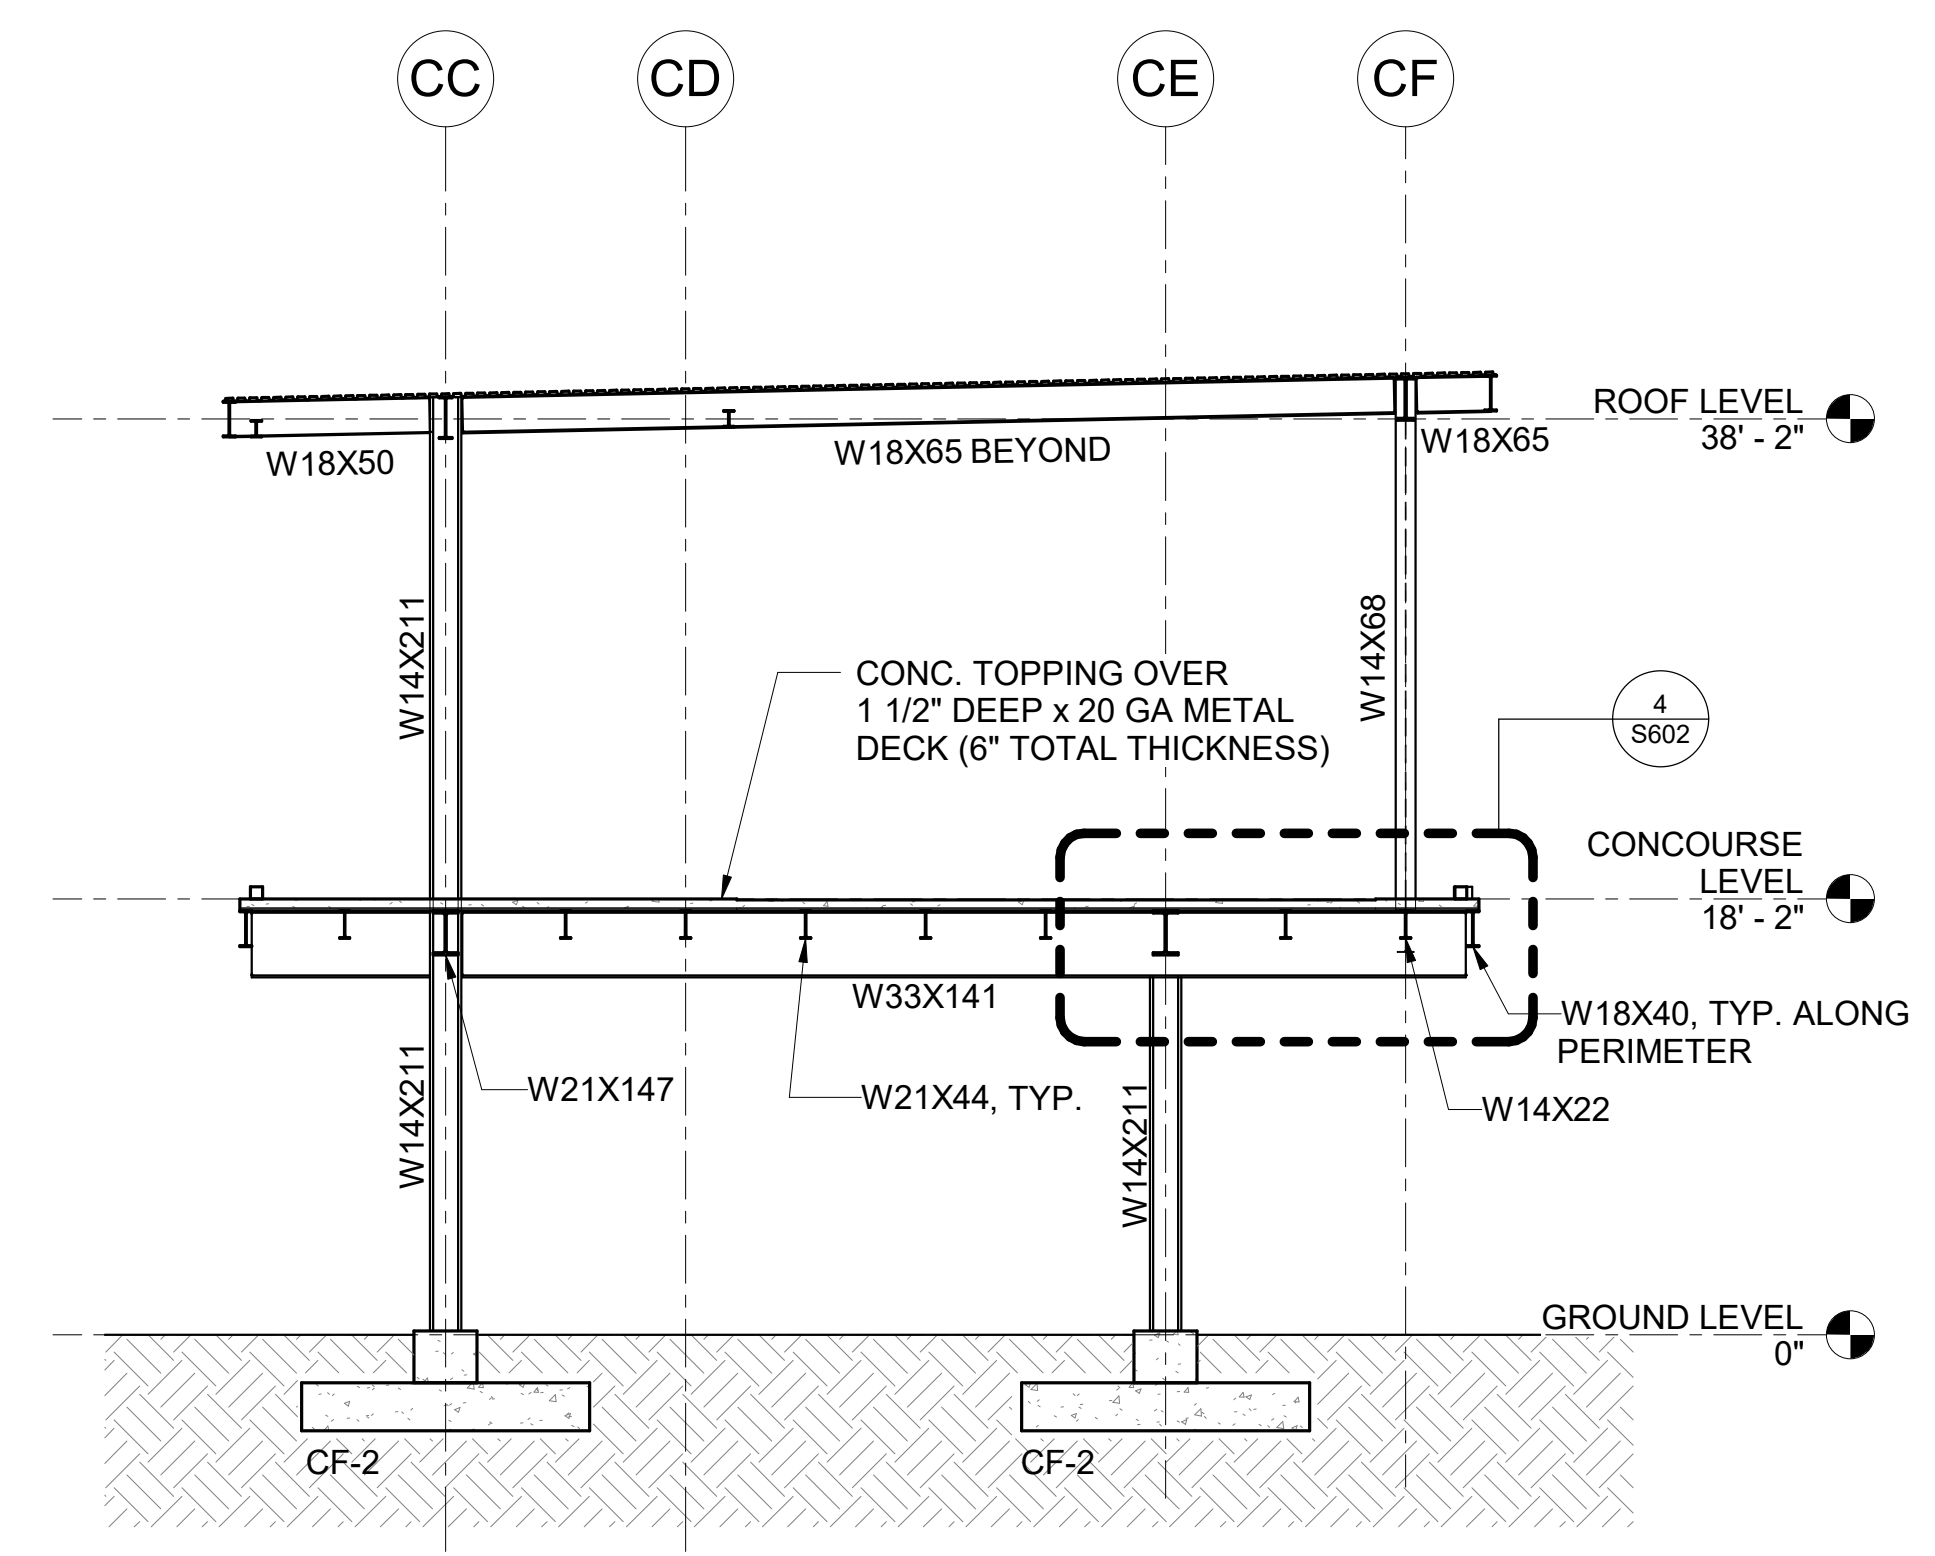 CC
CD
CE
CF
ROOF LEVEL
38' - 2"
W18X50
W18X65 BEYOND
W18X65
W14X211
W14X68
CONC. TOPPING OVER
1 1/2" DEEP x 20 GA METAL
DECK (6" TOTAL THICKNESS)
4
S602
CONCOURSE
LEVEL
18' - 2"
W33X141
W18X40, TYP. ALONG
PERIMETER
W14X211
W21X147
W21X44, TYP.
W14X211
W14X22
GROUND LEVEL
0"
CF-2
CF-2